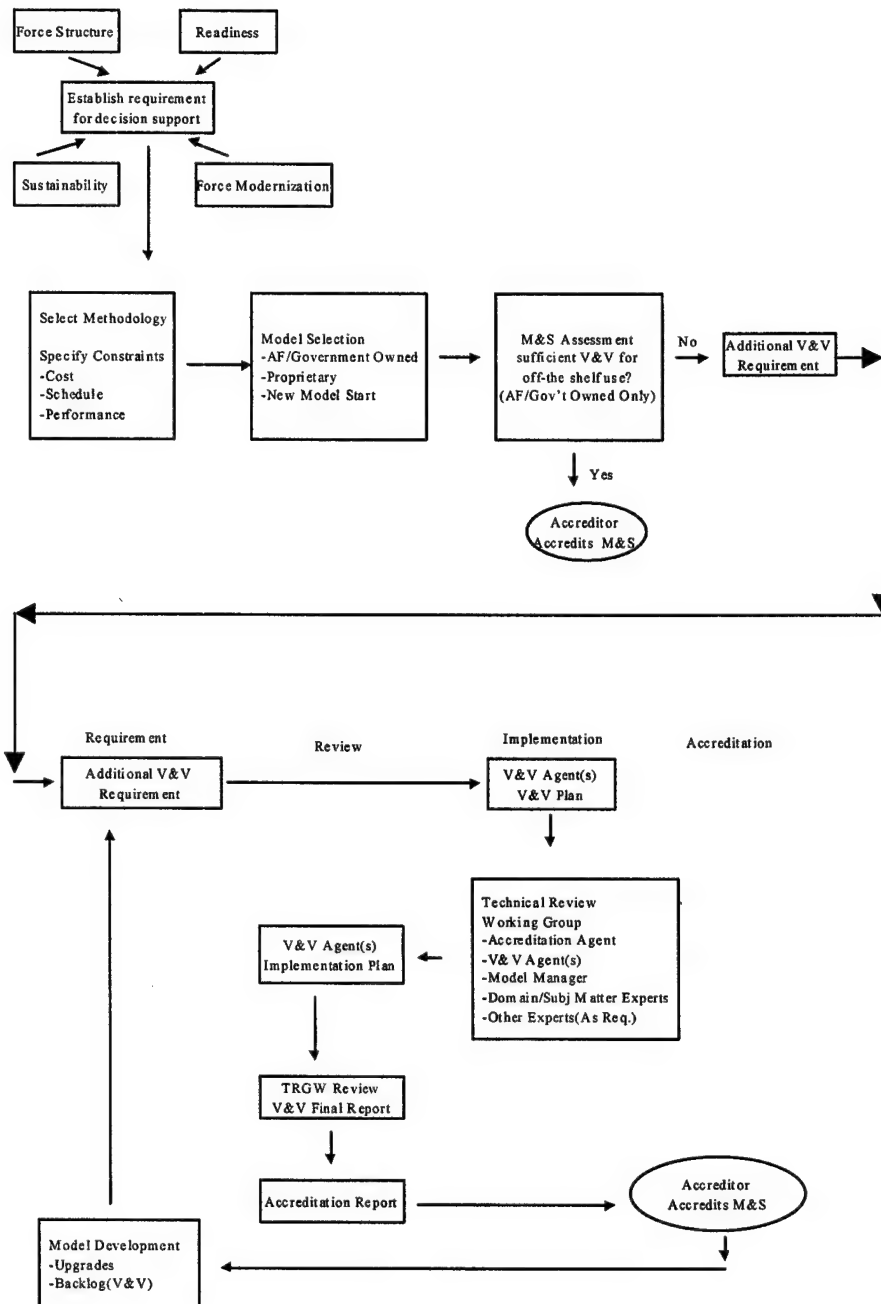 Force Structure
Readiness
Establish requirement
for decision support
Sustainability
Force Modernization
Select Methodology
Specify Constraints
-Cost
-Schedule
-Performance
Model Selection
-AF/Government Owned
-Proprietary
-New Model Start
M&S Assessment
sufficient V&V for
off-the shelf use?
(AF/Gov't Owned Only)
No
Additional V&V
Requirement
Yes
Accreditor
Accredits M&S
Requirement
Review
Implementation
Accreditation
Additional V&V
Requirement
V&V Agent(s)
V&V Plan
Technical Review
Working Group
-Accreditation Agent
-V&V Agent(s)
-Model Manager
-Domain/Subj Matter Experts
-Other Experts(As Req.)
V&V Agent(s)
Implementation Plan
TRGW Review
V&V Final Report
Accreditation Report
Accreditor
Accredits M&S
Model Development
-Upgrades
-Backlog(V&V)